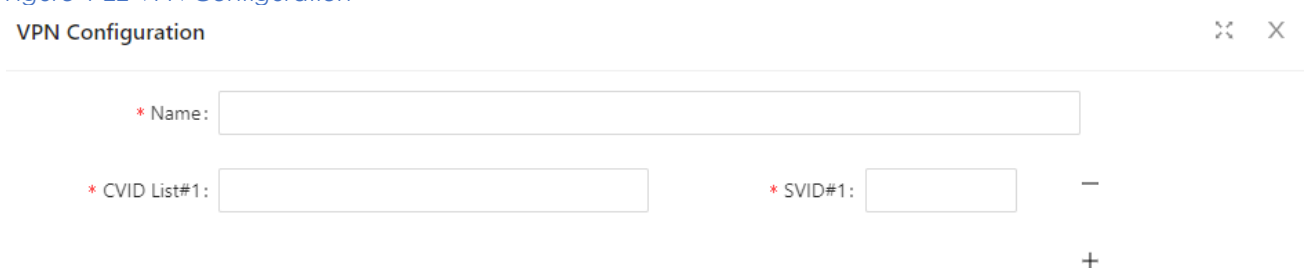 VPN Configuration
* Name:
* CVID List#1:
* SVID#1: